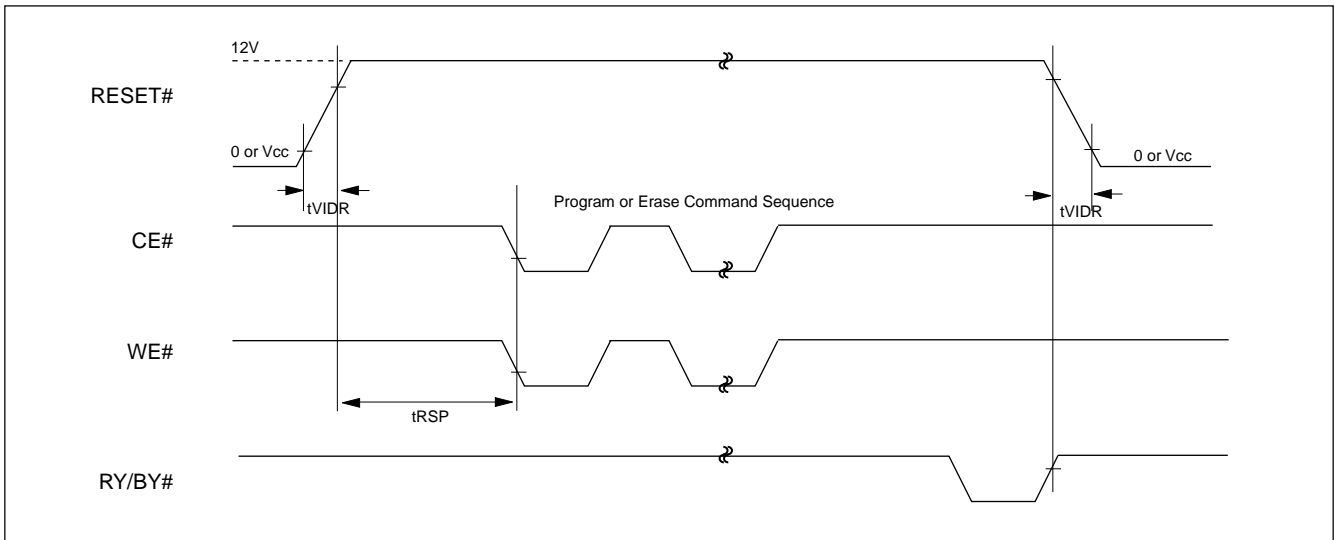 12V
RESET#
0 or Vcc
0 or Vcc
tVIDR
tVIDR
Program or Erase Command Sequence
CE#
WE#
tRSP
RY/BY#